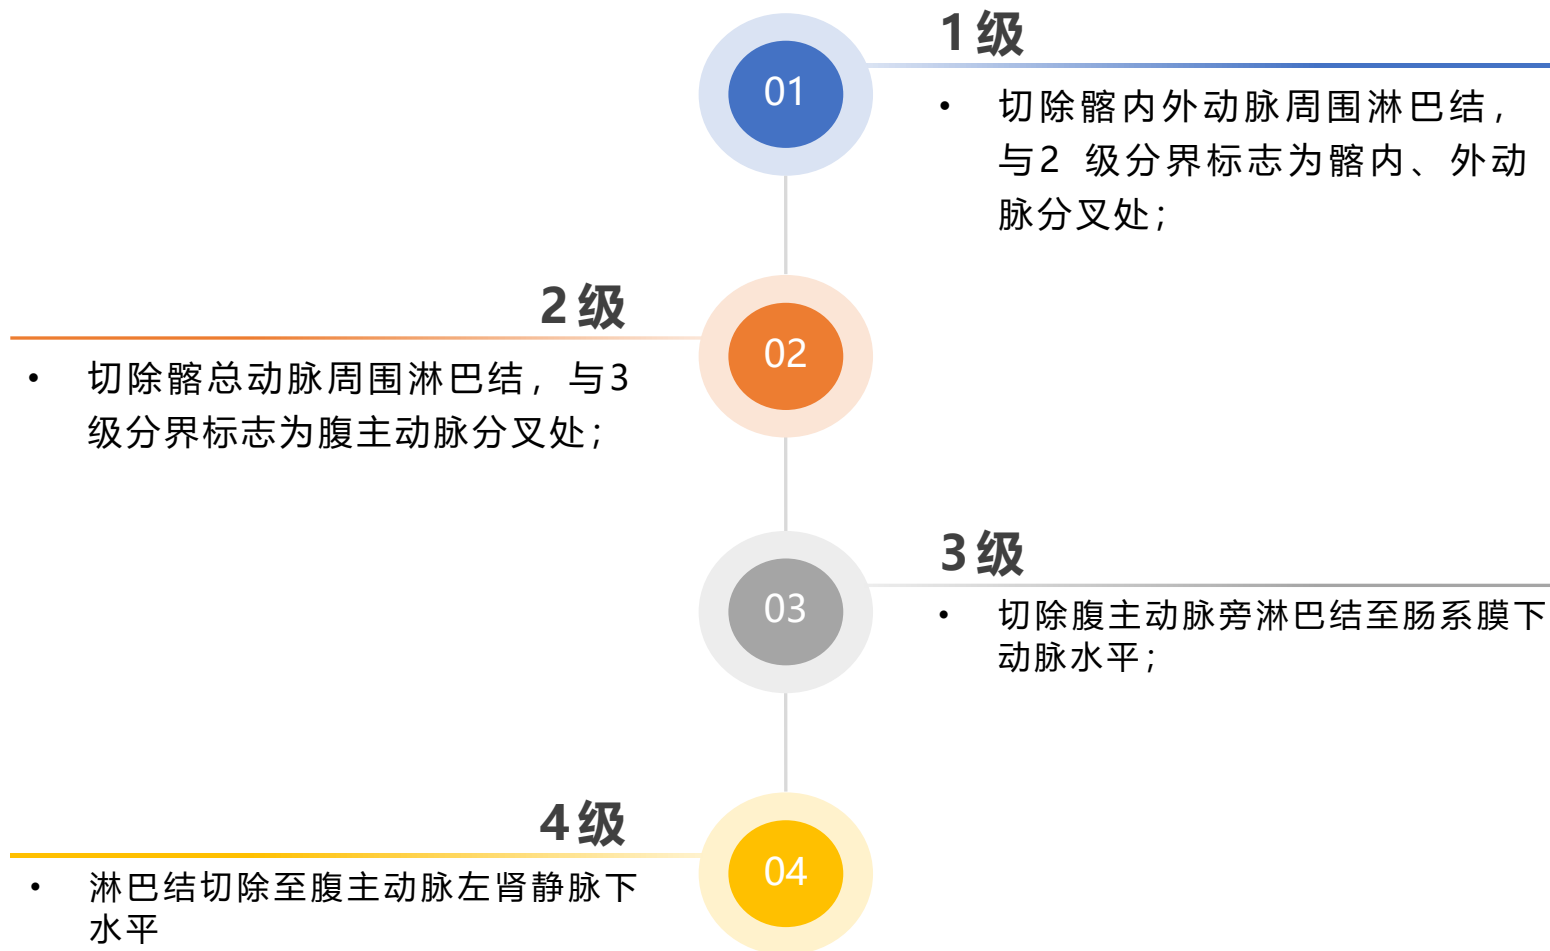 1级
01
• 切除髂内外动脉周围淋巴结,
与2 级分界标志为髂内、外动
脉分叉处;
2级
02
• 切除髂总动脉周围淋巴结, 与3
级分界标志为腹主动脉分叉处;
3级
03
• 切除腹主动脉旁淋巴结至肠系膜下
动脉水平;
4级
04
• 淋巴结切除至腹主动脉左肾静脉下
水平